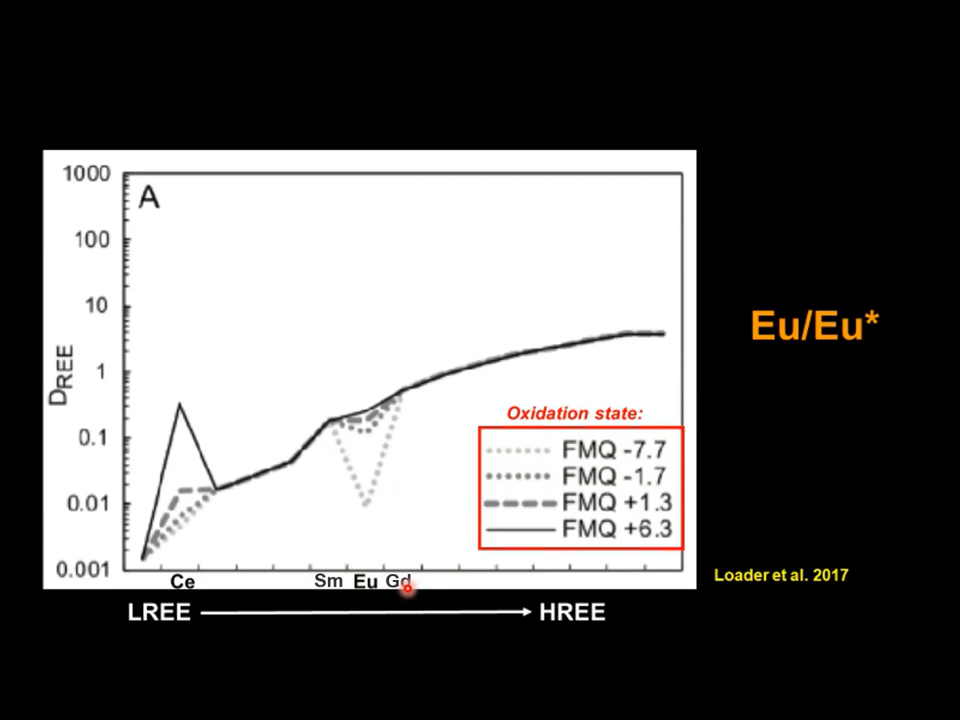 1000
A
100
10
1
0.1
0.01
0.001
DREE
Eu/Eu*
Oxidation state:
FMQ -7.7
FMQ -1.7
FMQ +1.3
FMQ +6.3
Ce
Sm
Eu
Gd
Loader et al. 2017
LREE
HREE